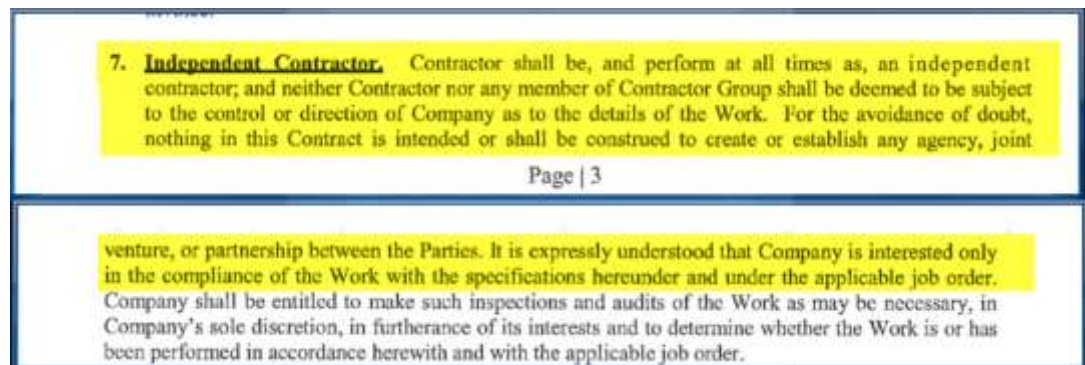 7. Independent Contractor. Contractor shall be, and perform at all times as, an independent
contractor; and neither Contractor nor any member of Contractor Group shall be deemed to be subject
to the control or direction of Company as to the details of the Work. For the avoidance of doubt,
nothing in this Contract is intended or shall be construed to create or establish any agency, joint
Page | 3
venture, or partnership between the Parties. It is expressly understood that Company is interested only
in the compliance of the Work with the specifications hereunder and under the applicable job order.
Company shall be entitled to make such inspections and audits of the Work as may be necessary, in
Company's sole discretion, in furtherance of its interests and to determine whether the Work is or has
been performed in accordance herewith and with the applicable job order.